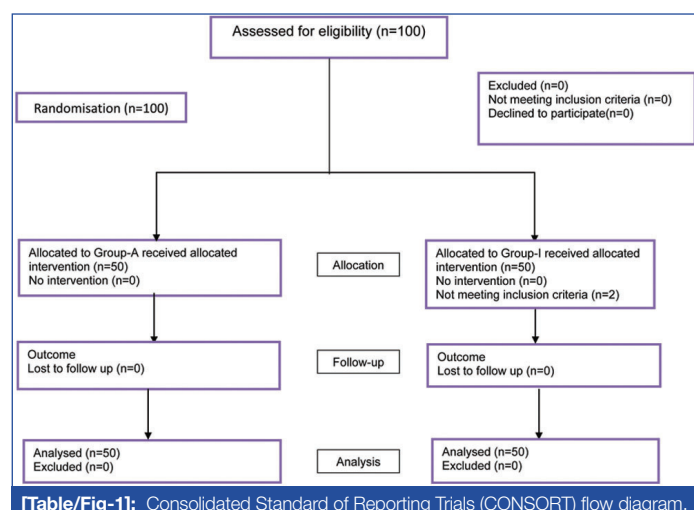 Assessed for eligibility (n=100)
Randomisation (n=100)
Excluded (n=0)
Not meeting inclusion criteria (n=0)
Declined to participate(n=0)
Allocated to Group-A received allocated
intervention (n=50)
No intervention (n=0)
Allocation
Allocated to Group-I received allocated
intervention (n=50)
No intervention (n=0)
Not meeting inclusion criteria (n=2)
Outcome
Lost to follow up (n=0)
Follow-up
Outcome
Lost to follow up (n=0)
Analysed (n=50)
Excluded (n=0)
Analysis
Analysed (n=50)
Excluded (n=0)
[Table/Fig-1]: Consolidated Standard of Reporting Trials (CONSORT) flow diagram.